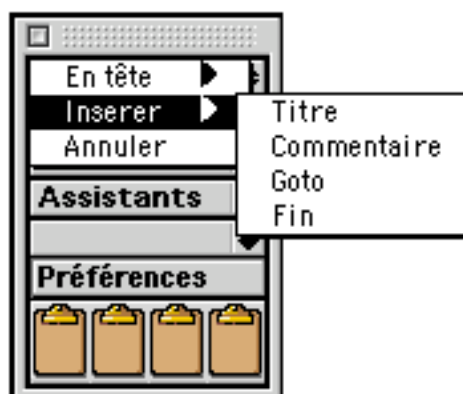 En tête
Inserer
Annuler
Titre
Commentaire
Goto
Fin
Assistants
Préférences